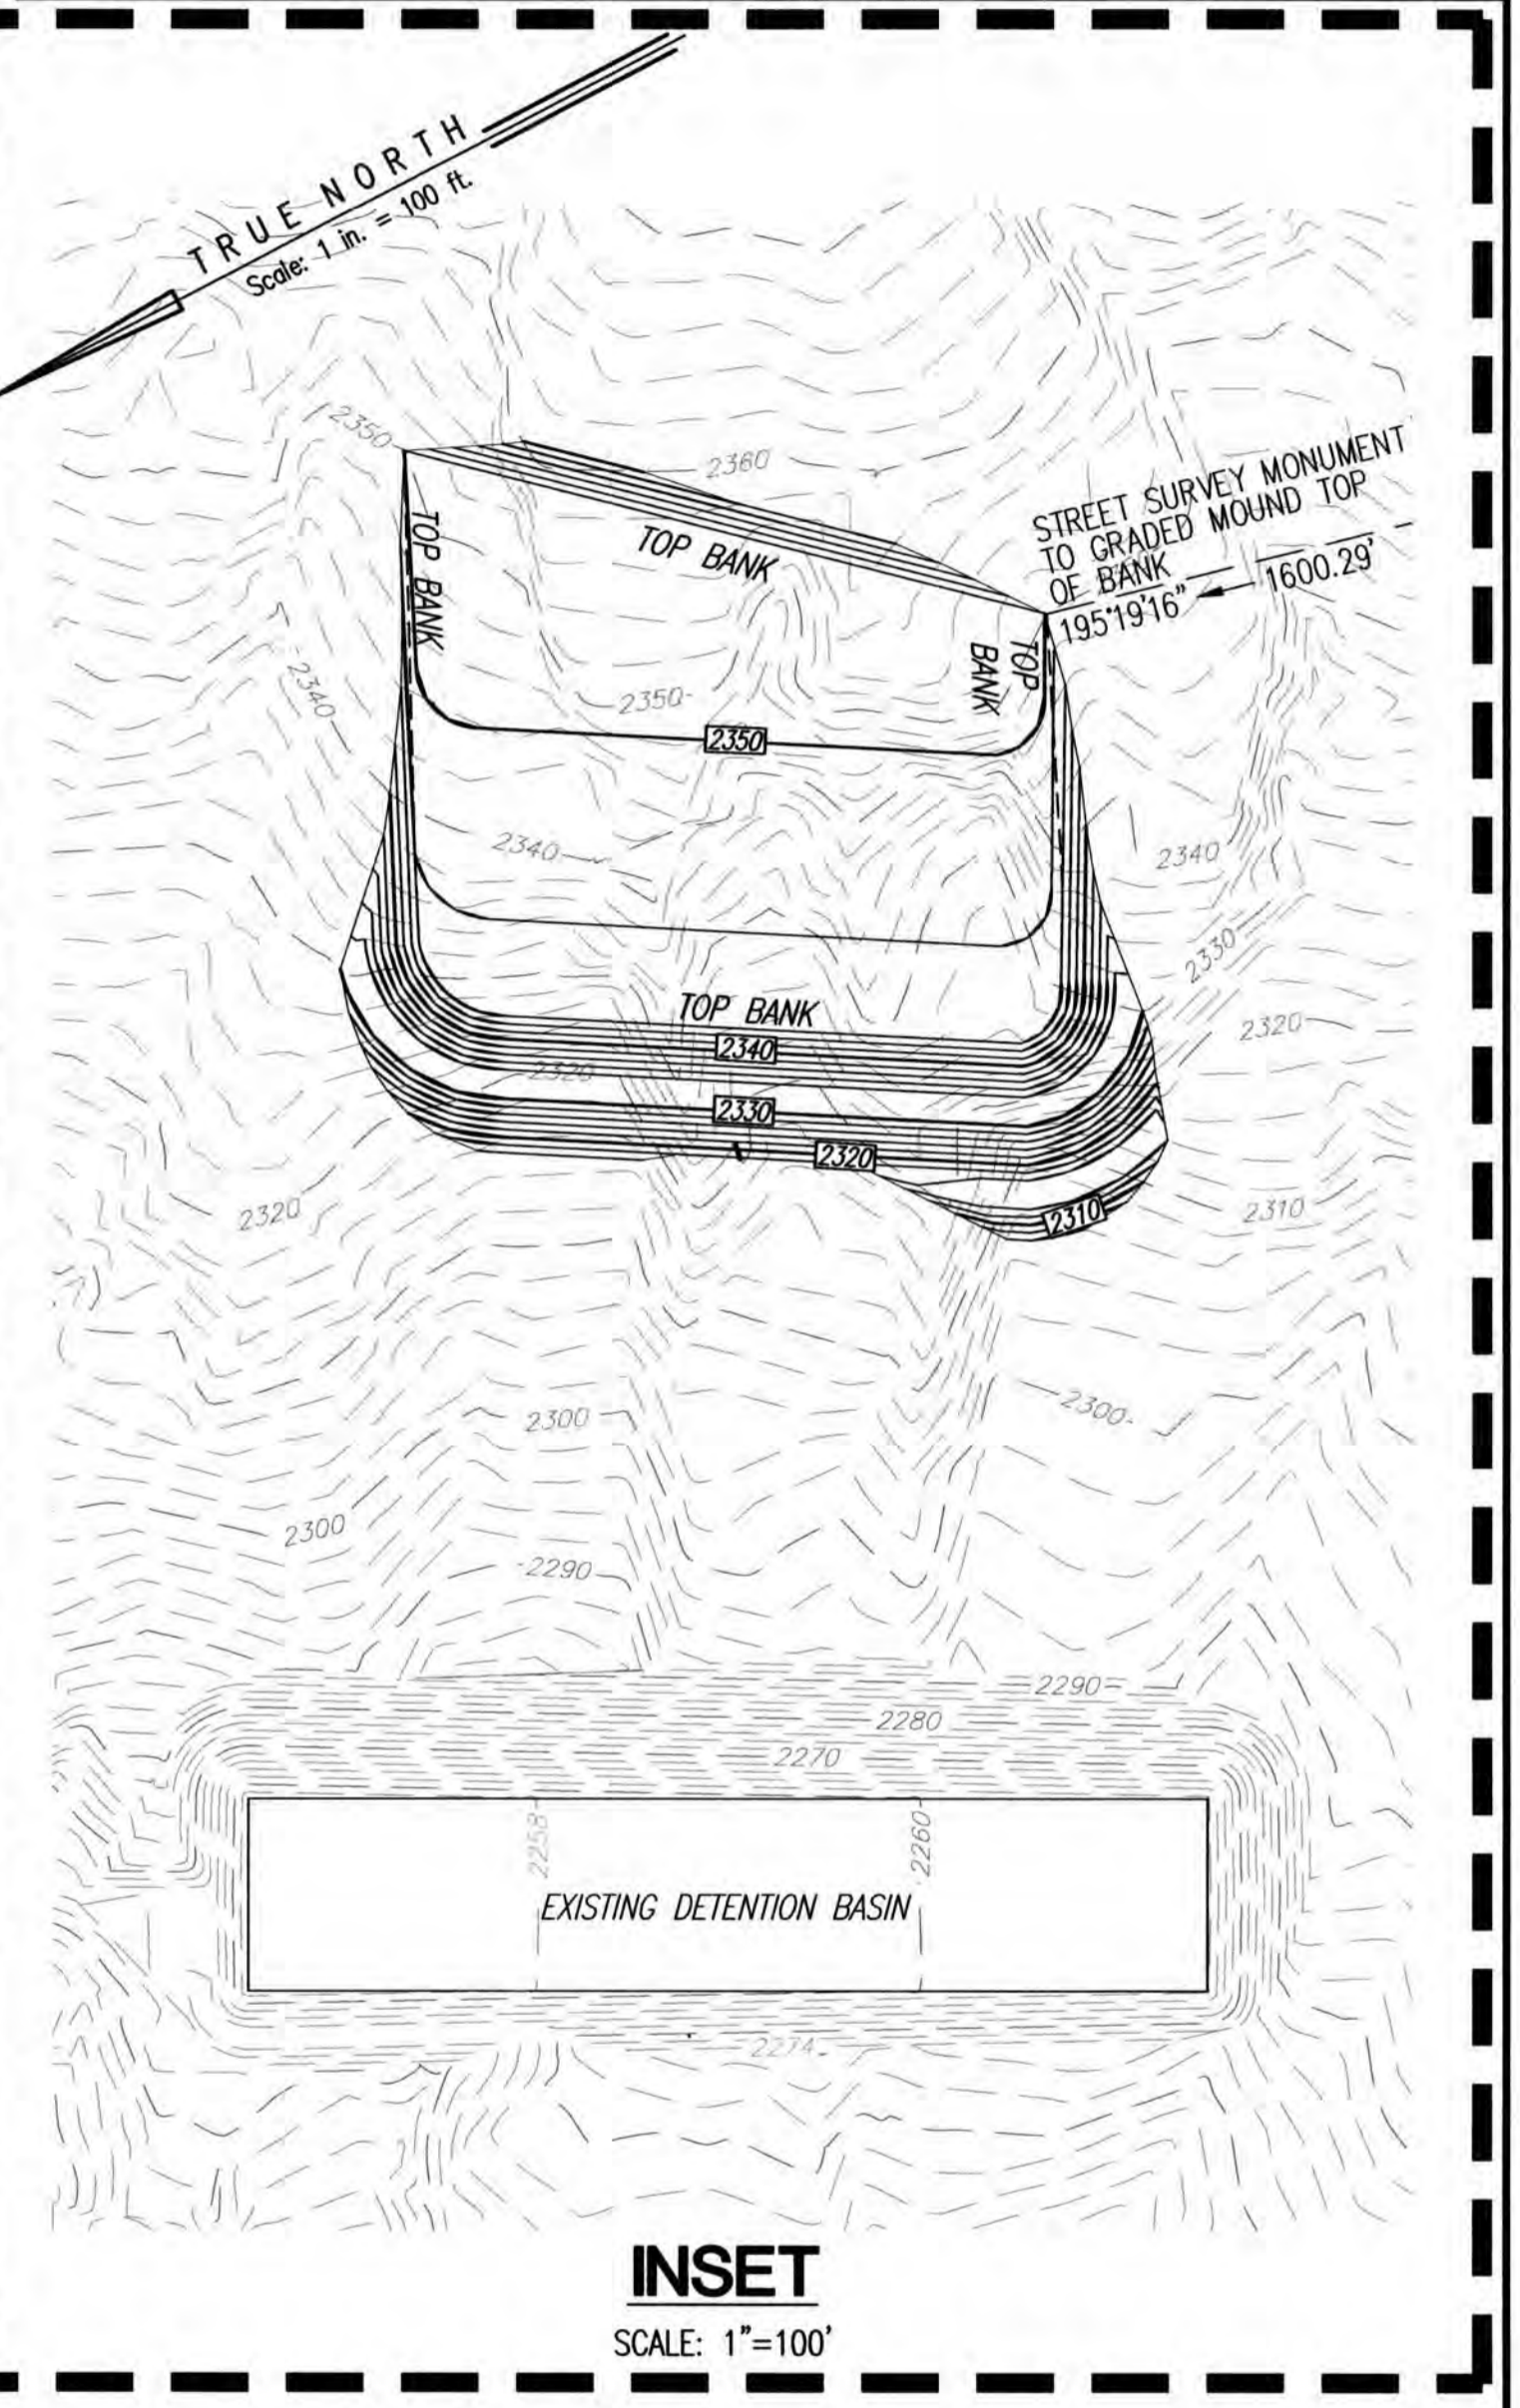 TRUE NORTH
Scale: 1 in. = 100 ft.
2350
2360
STREET SURVEY MONUMENT
TO GRADED MOUND TOP
OF BANK
195°19'16"
1600.29'
TOP BANK
TOP BANK
TOP
BANK
2340
2350
2350
2340
2340
2330
TOP BANK
2340
2320
2320
2330
2320
2320
2310
2310
2300
2300
2300
2290
2290
2280
2270
2258
2260
EXISTING DETENTION BASIN
2274
INSET
SCALE: 1"=100'